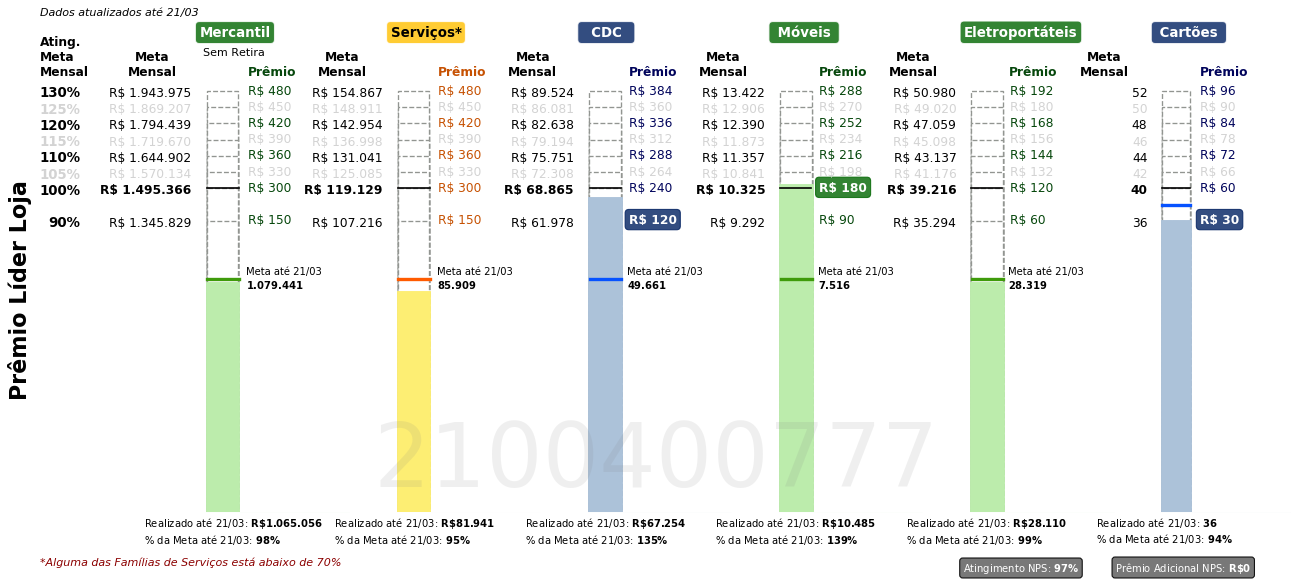 Dados atualizados até 21/03
Mercantil Serviços* CDC Móveis Eletroportáteis Cartões
Sem Retira
Ating. Meta Mensal
Meta Mensal Prêmio Meta Mensal Prêmio Meta Mensal Prêmio Meta Mensal Prêmio Meta Mensal Prêmio Meta Mensal Prêmio
130% R$ 1.943.975 R$ 480 R$ 154.867 R$ 480 R$ 89.524 R$ 384 R$ 13.422 R$ 288 R$ 50.980 R$ 192 52 R$ 96
125% R$ 1.869.207 R$ 450 R$ 148.911 R$ 450 R$ 86.081 R$ 360 R$ 12.906 R$ 270 R$ 49.020 R$ 180 50 R$ 90
120% R$ 1.794.439 R$ 420 R$ 142.954 R$ 420 R$ 82.638 R$ 336 R$ 12.390 R$ 252 R$ 47.059 R$ 168 48 R$ 84
115% R$ 1.719.670 R$ 390 R$ 136.998 R$ 390 R$ 79.194 R$ 312 R$ 11.873 R$ 234 R$ 45.098 R$ 156 46 R$ 78
110% R$ 1.644.902 R$ 360 R$ 131.041 R$ 360 R$ 75.751 R$ 288 R$ 11.357 R$ 216 R$ 43.137 R$ 144 44 R$ 72
105% R$ 1.570.134 R$ 330 R$ 125.085 R$ 330 R$ 72.308 R$ 264 R$ 10.841 R$ 198 R$ 41.176 R$ 132 42 R$ 66
100% R$ 1.495.366 R$ 300 R$ 119.129 R$ 300 R$ 68.865 R$ 240 R$ 10.325 R$ 180 R$ 39.216 R$ 120 40 R$ 60
90% R$ 1.345.829 R$ 150 R$ 107.216 R$ 150 R$ 61.978 R$ 120 R$ 9.292 R$ 90 R$ 35.294 R$ 60 36 R$ 30
Prêmio Líder Loja
Meta até 21/03 Meta até 21/03 Meta até 21/03 Meta até 21/03 Meta até 21/03
1.079.441 85.909 49.661 7.516 28.319
2100400777
Realizado até 21/03: R$1.065.056 Realizado até 21/03: R$81.941 Realizado até 21/03: R$67.254 Realizado até 21/03: R$10.485 Realizado até 21/03: R$28.110 Realizado até 21/03: 36
% da Meta até 21/03: 98% % da Meta até 21/03: 95% % da Meta até 21/03: 135% % da Meta até 21/03: 139% % da Meta até 21/03: 99% % da Meta até 21/03: 94%
*Alguma das Famílias de Serviços está abaixo de 70%
Atingimento NPS: 97% Prêmio Adicional NPS: R$0